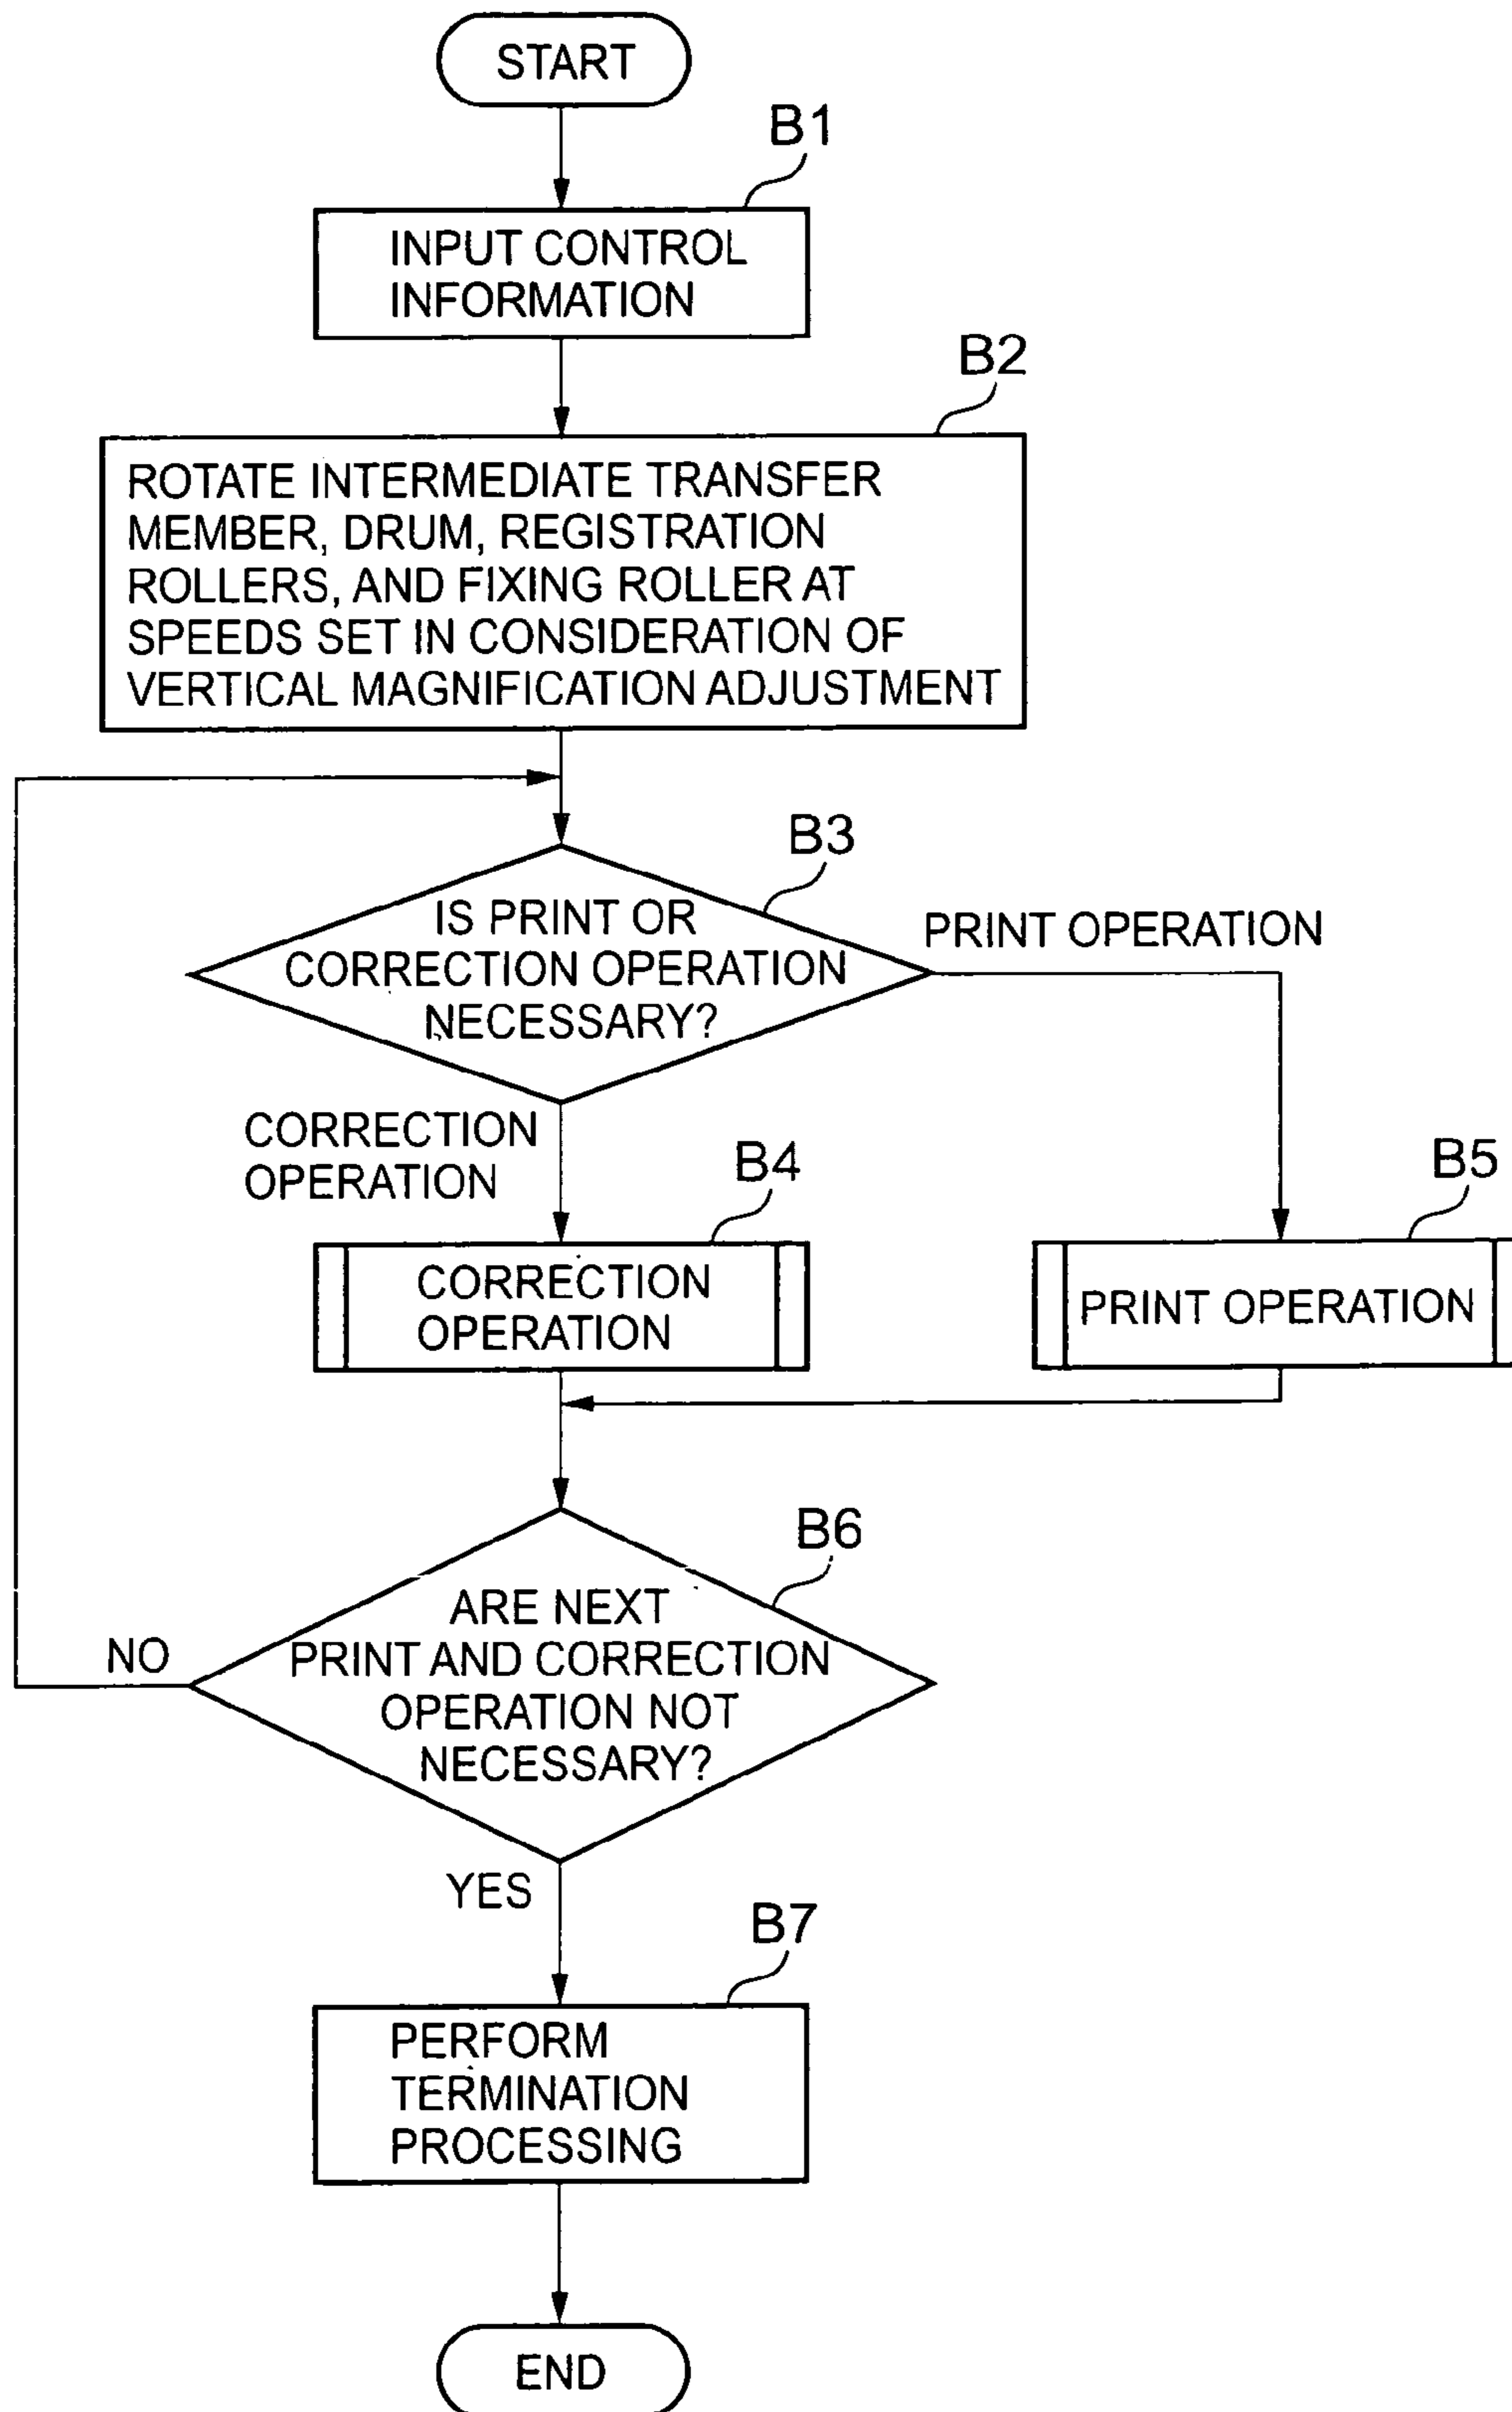 START
B1
INPUT CONTROL
INFORMATION
B2
ROTATE INTERMEDIATE TRANSFER
MEMBER, DRUM, REGISTRATION
ROLLERS, AND FIXING ROLLER AT
SPEEDS SET IN CONSIDERATION OF
VERTICAL MAGNIFICATION ADJUSTMENT
B3
IS PRINT OR
CORRECTION OPERATION
NECESSARY?
PRINT OPERATION
CORRECTION
OPERATION
B4
CORRECTION
OPERATION
B5
PRINT OPERATION
B6
ARE NEXT
PRINT AND CORRECTION
OPERATION NOT
NECESSARY?
NO
YES
B7
PERFORM
TERMINATION
PROCESSING
END